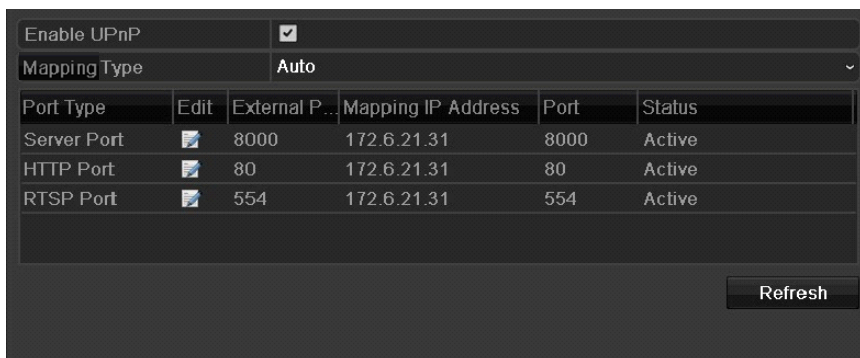 Enable UPnP
Mapping Type Auto
Port Type Edit External P... Mapping IP Address Port Status
Server Port 8000 172.6.21.31 8000 Active
HTTP Port 80 172.6.21.31 80 Active
RTSP Port 554 172.6.21.31 554 Active
Refresh